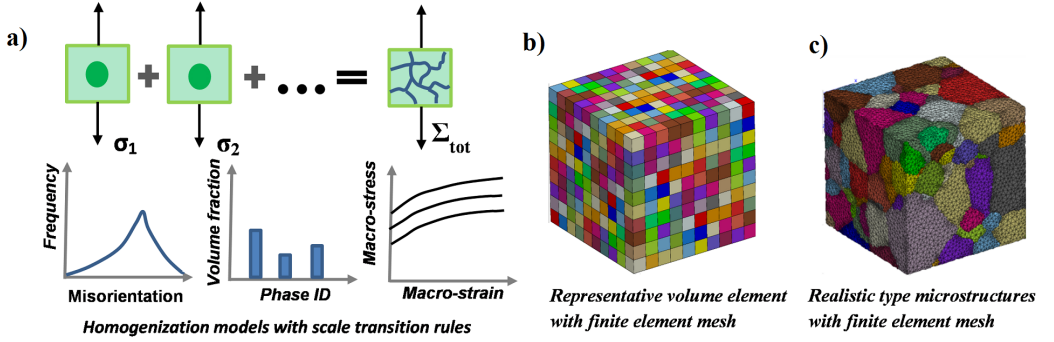 a)
b)
c)
σ1
σ2
Σtot
Frequency
Misorientation
Volume fraction
Phase ID
Macro-stress
Macro-strain
Homogenization models with scale transition rules
Representative volume element
with finite element mesh
Realistic type microstructures
with finite element mesh